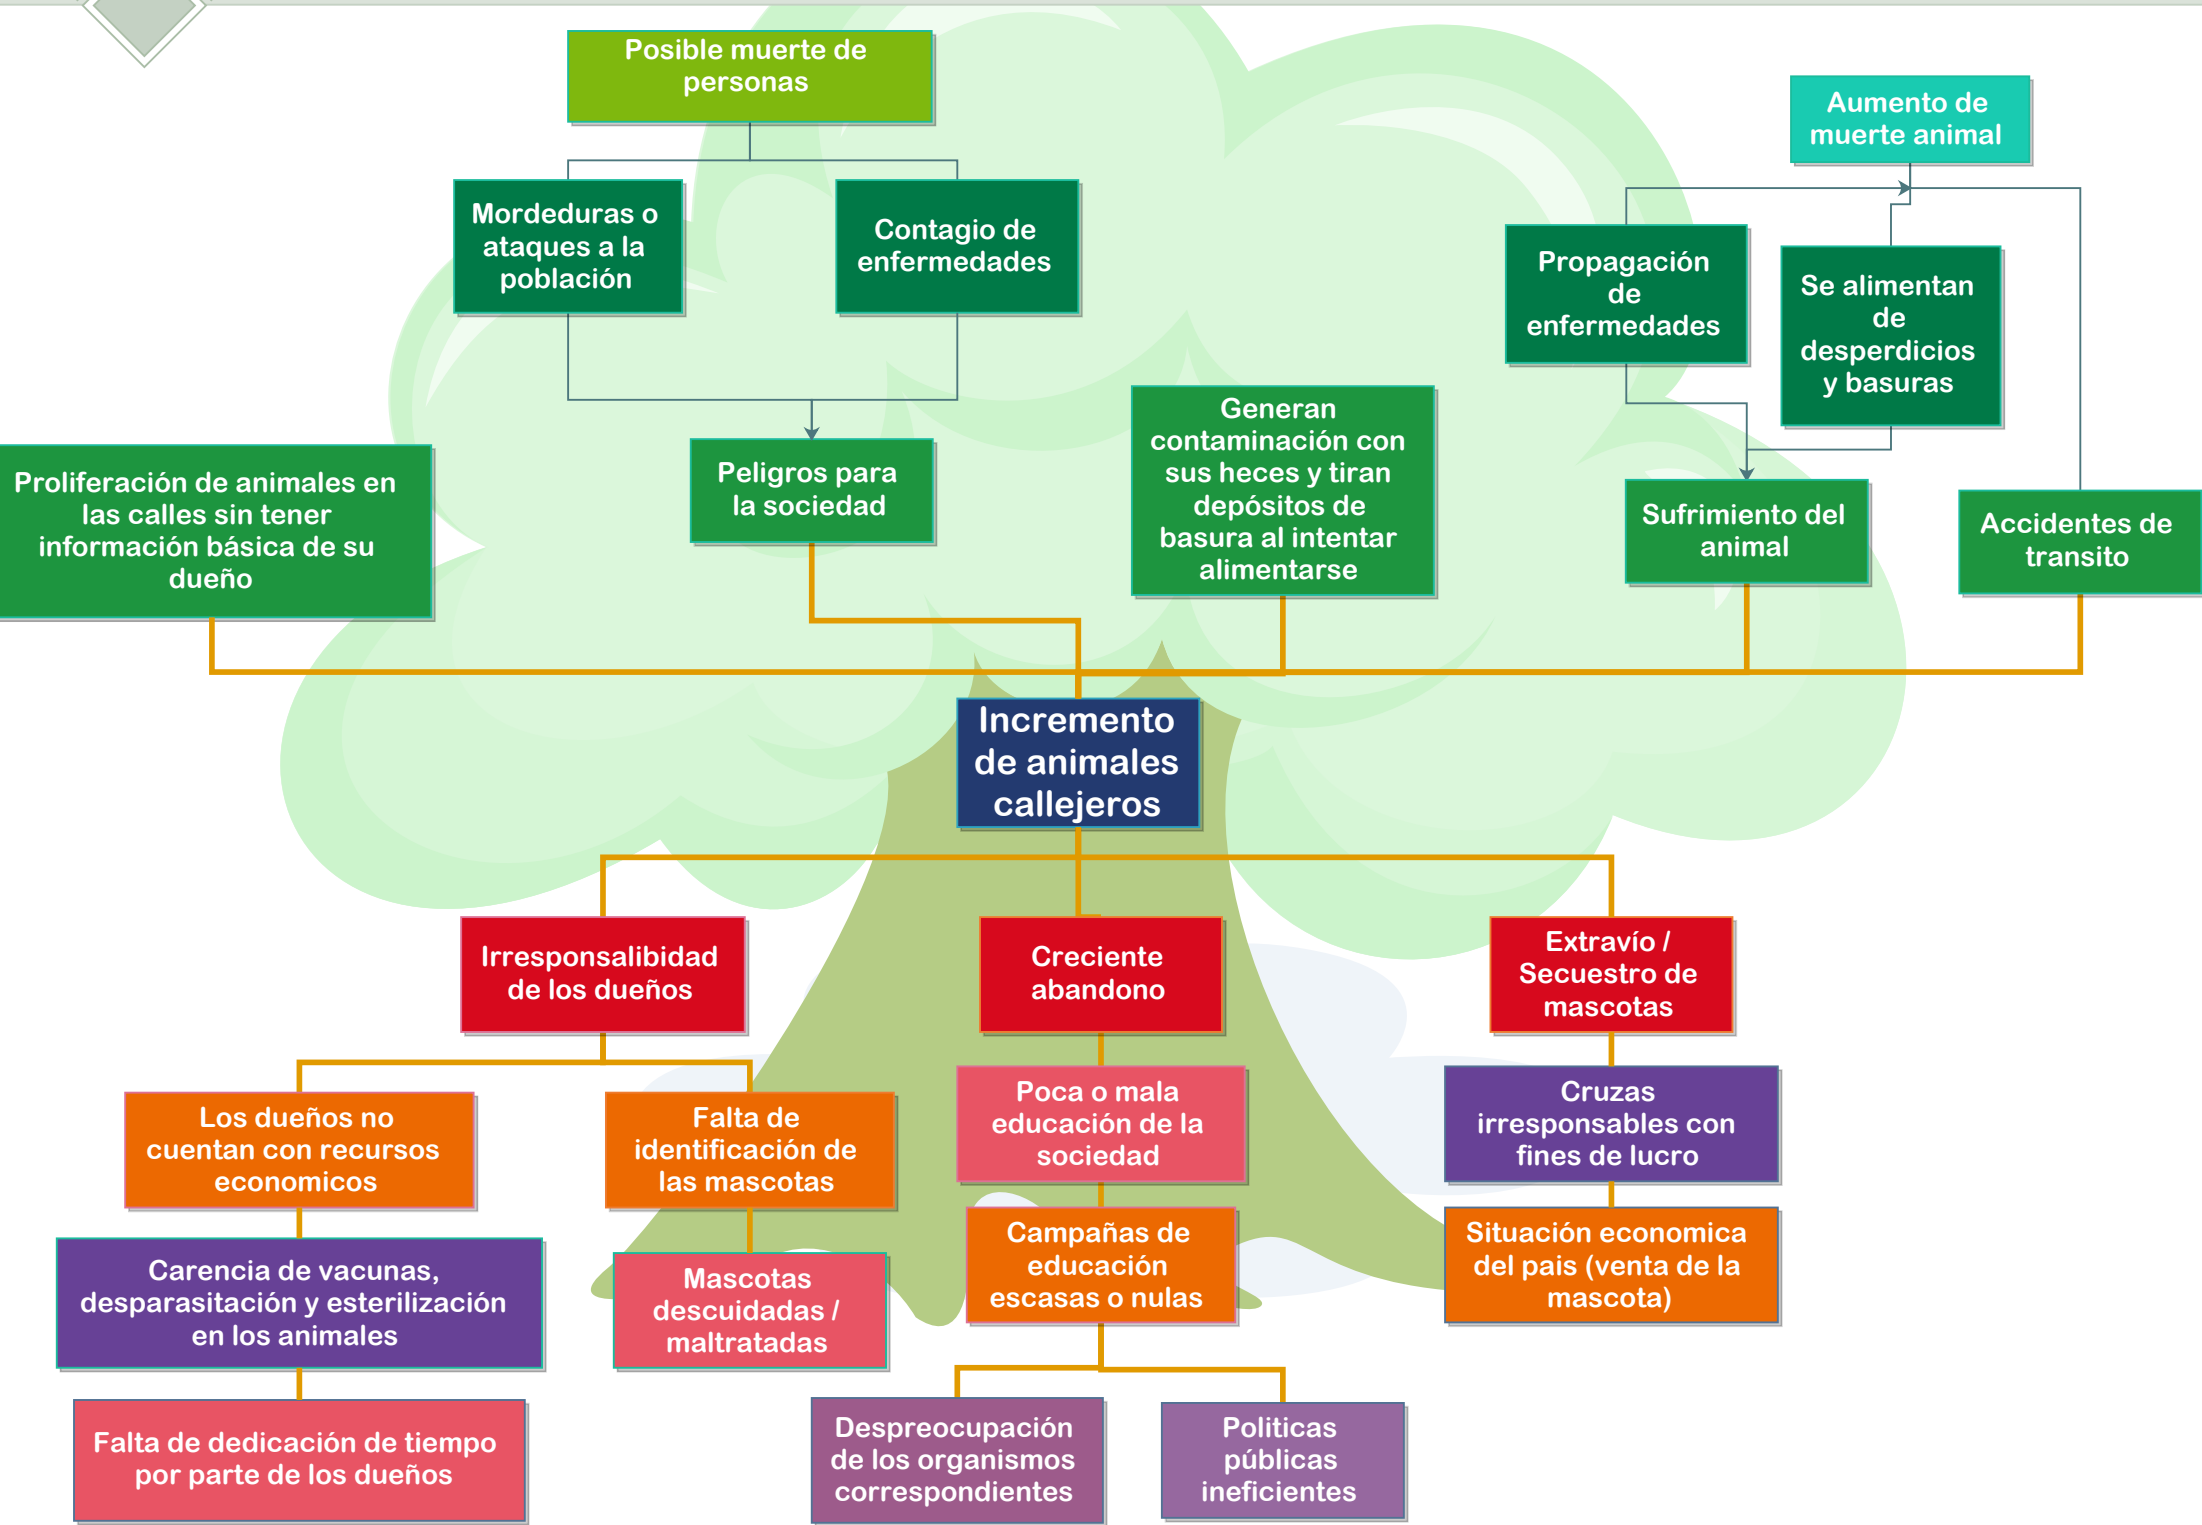 Posible muerte de
personas
Aumento de
muerte animal
Mordeduras o
ataques a la
población
Contagio de
enfermedades
Propagación
de
enfermedades
Se alimentan
de
desperdicios
y basuras
Proliferación de animales en
las calles sin tener
información básica de su
dueño
Peligros para
la sociedad
Generan
contaminación con
sus heces y tiran
depósitos de
basura al intentar
alimentarse
Sufrimiento del
animal
Accidentes de
transito
Incremento
de animales
callejeros
Irresponsalibidad
de los dueños
Creciente
abandono
Extravío /
Secuestro de
mascotas
Los dueños no
cuentan con recursos
economicos
Falta de
identificación de
las mascotas
Poca o mala
educación de la
sociedad
Cruzas
irresponsables con
fines de lucro
Carencia de vacunas,
desparasitación y esterilización
en los animales
Mascotas
descuidadas /
maltratadas
Campañas de
educación
escasas o nulas
Situación economica
del pais (venta de la
mascota)
Falta de dedicación de tiempo
por parte de los dueños
Despreocupación
de los organismos
correspondientes
Politicas
públicas
ineficientes